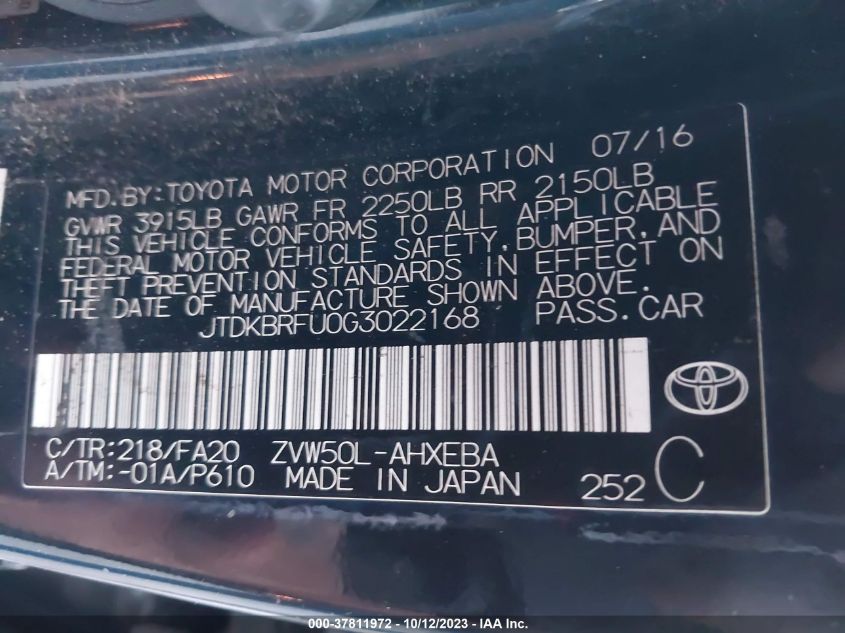 MFD.BY:TOYOTA MOTOR CORPORATION 07/16
GVWR 3915LB GAWR FR 2250LB RR 2150LB
THIS VEHICLE CONFORMS TO ALL APPLICABLE
FEDERAL MOTOR VEHICLE SAFETY,BUMPER,AND
THEFT PREVENTION STANDARDS IN EFFECT ON
THE DATE OF MANUFACTURE SHOWN ABOVE.
JTDKBRFU0G3022168 PASS.CAR
C/TR:218/FA20 ZVW50L-AHXEBA
A/TM:-01A/P610 MADE IN JAPAN 252 C
000-37811972 - 10/12/2023 - IAA Inc.